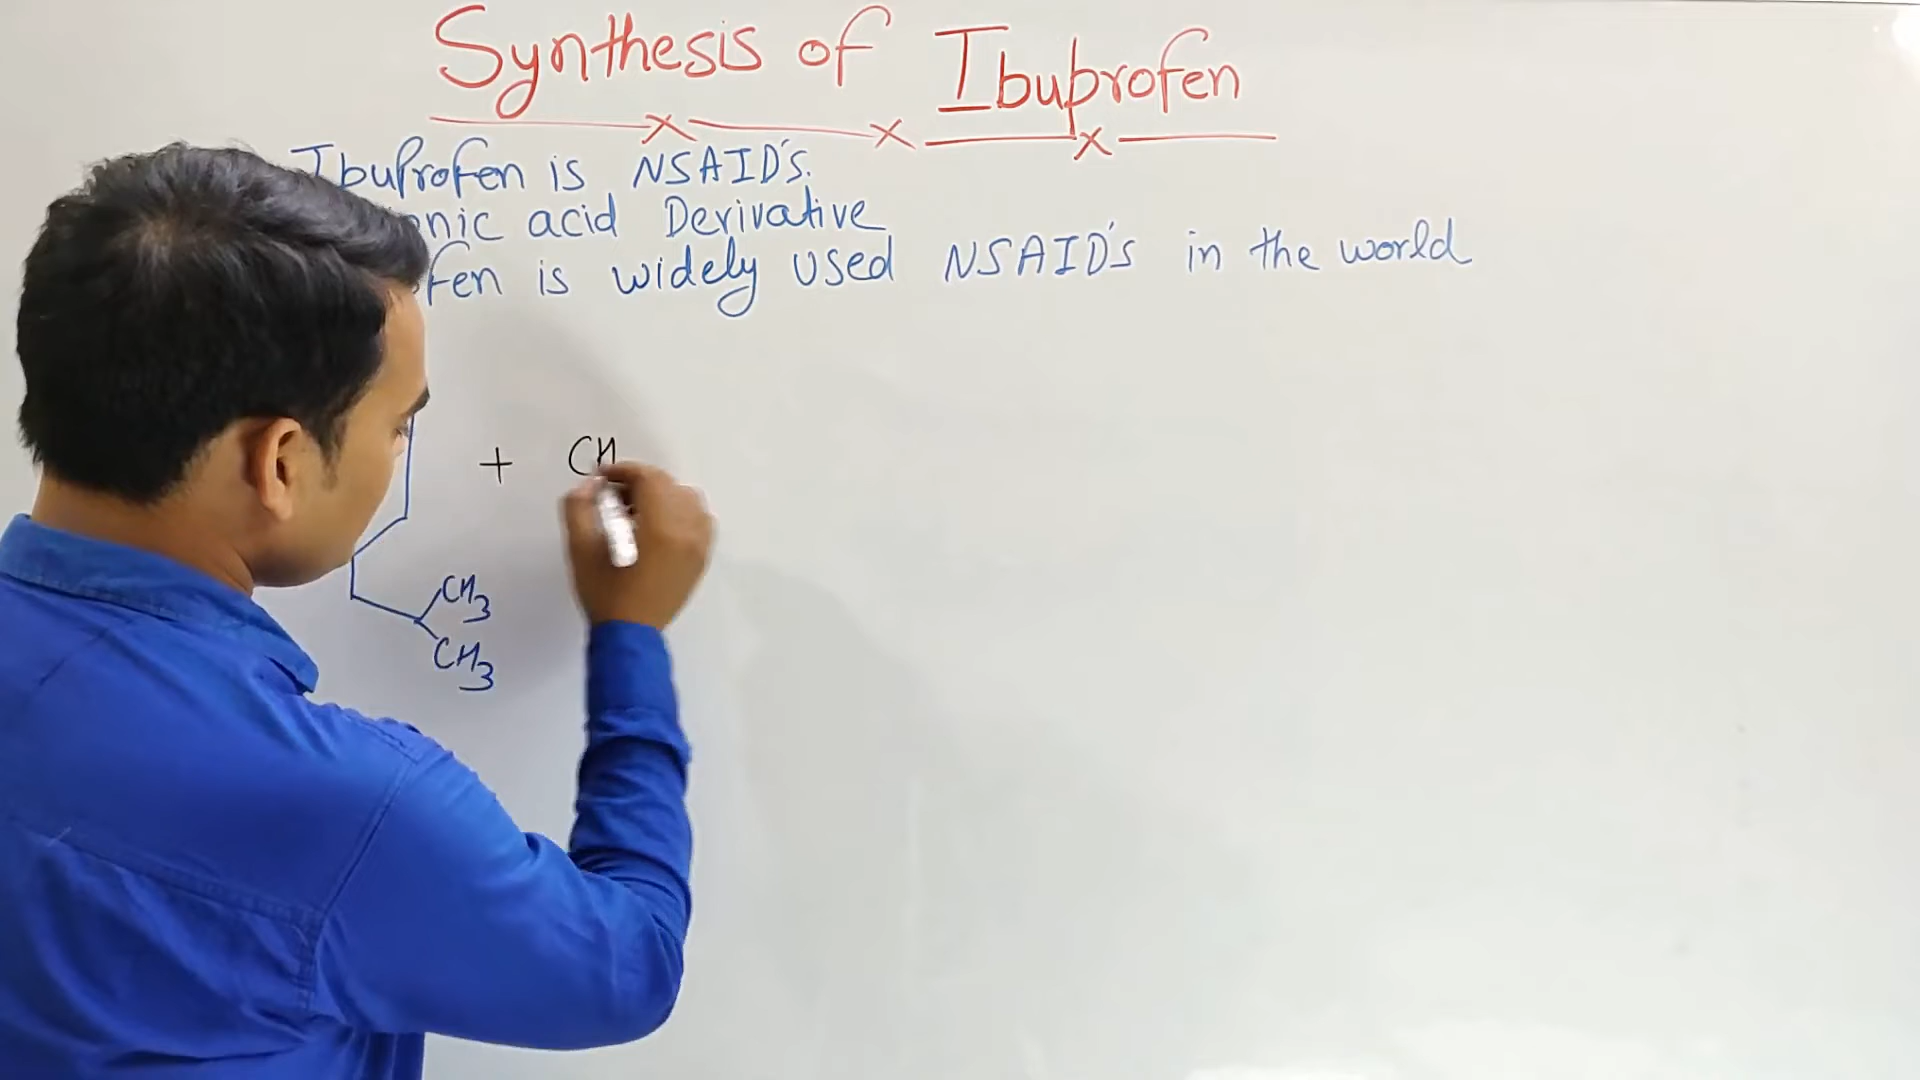 Synthesis of Ibuprofen
Ibuprofen is NSAID's.
acid Derivative
is widely used NSAID's in the world
+ CH
CH3
CH3